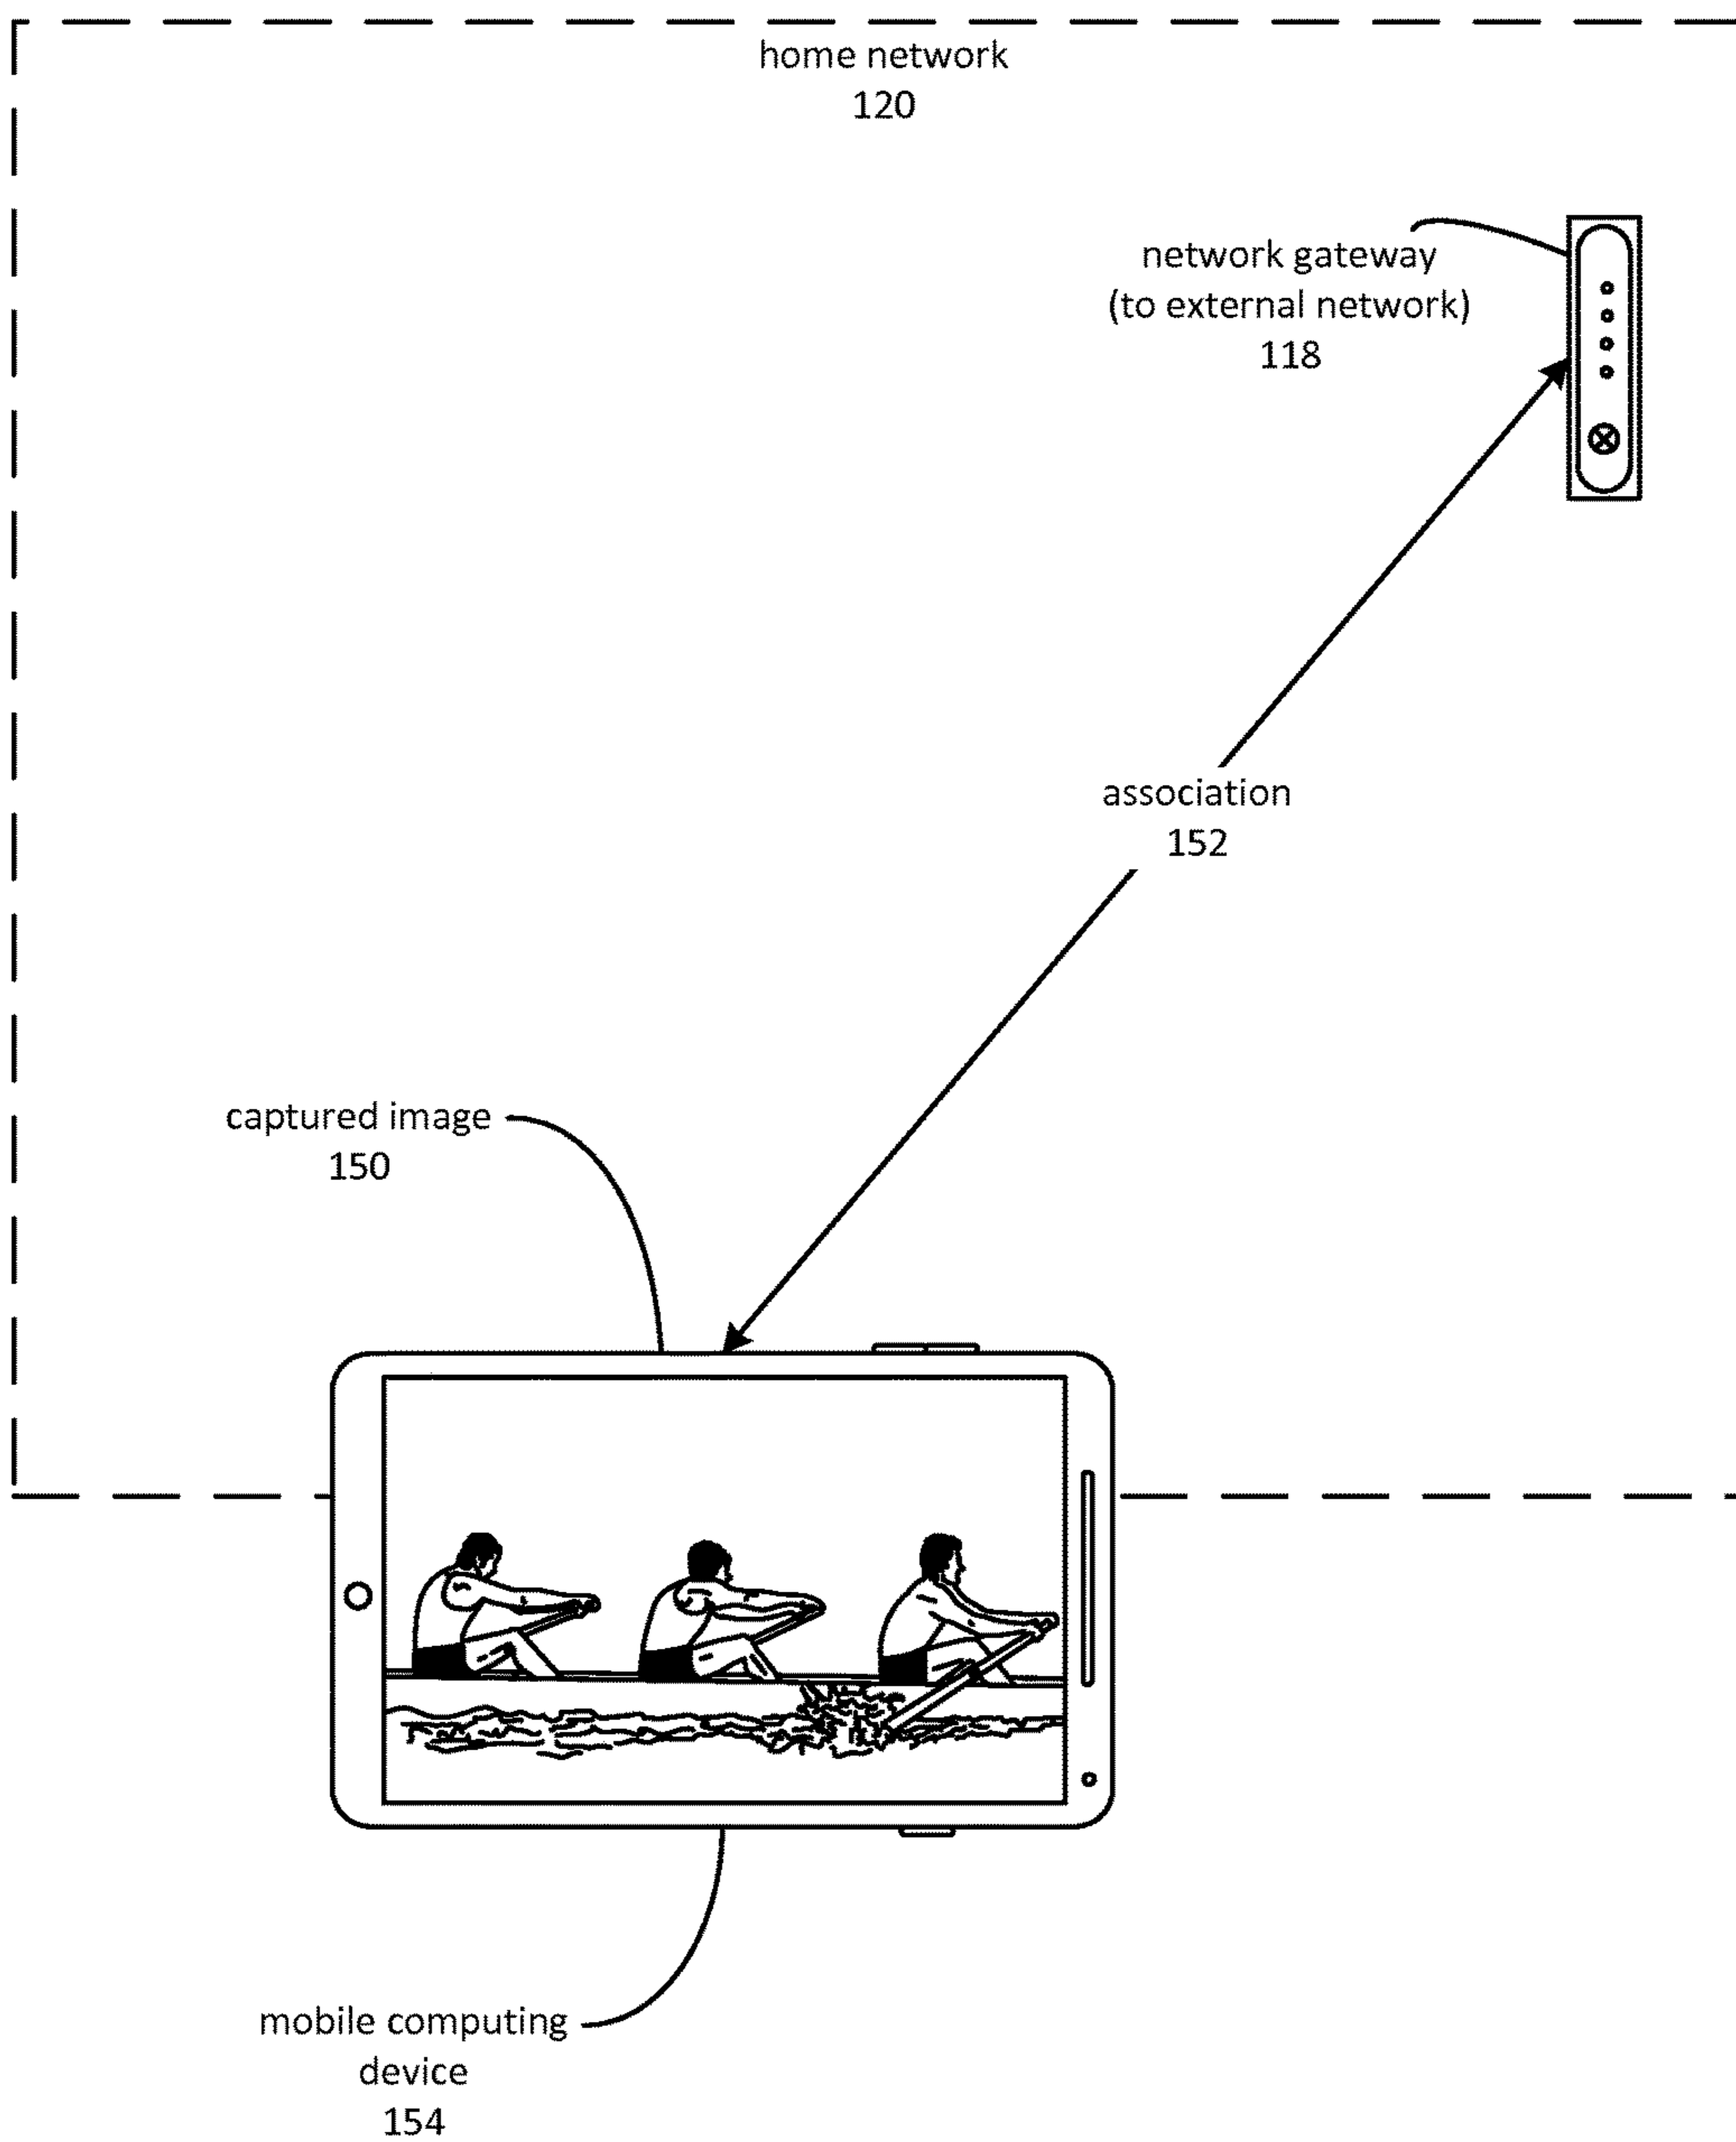 home network
120
network gateway
(to external network)
118
association
152
captured image
150
mobile computing
device
154